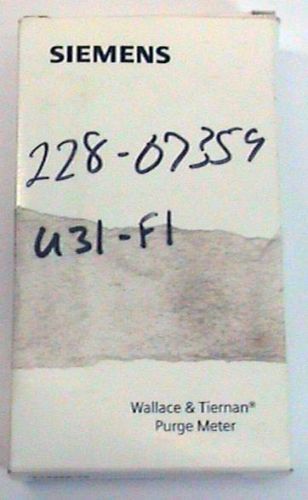 SIEMENS
228-07359
U31-F1
Wallace & Tiernan®
Purge Meter